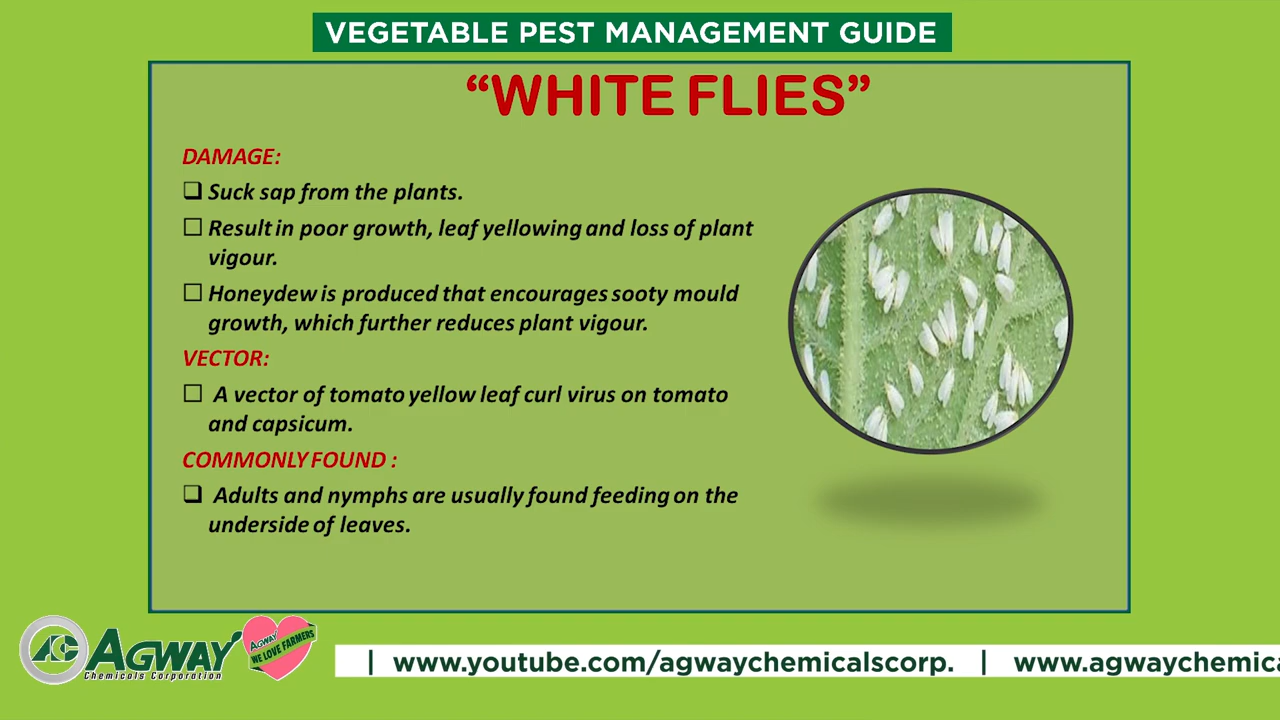 VEGETABLE PEST MANAGEMENT GUIDE
“WHITE FLIES”
DAMAGE:
Suck sap from the plants.
Result in poor growth, leaf yellowing and loss of plant
vigour.
Honeydew is produced that encourages sooty mould
growth, which further reduces plant vigour.
VECTOR:
A vector of tomato yellow leaf curl virus on tomato
and capsicum.
COMMONLY FOUND :
Adults and nymphs are usually found feeding on the
underside of leaves.
AC AGWAY
Chemicals Corporation
AGWAY
WE LOVE FARMERS
| www.youtube.com/agwaychemicalscorp. | www.agwaychemica